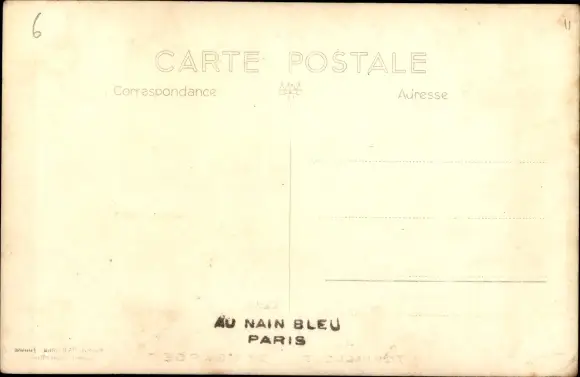 6
CARTE POSTALE
Correspondance
Adresse
AU NAIN BLEU
PARIS